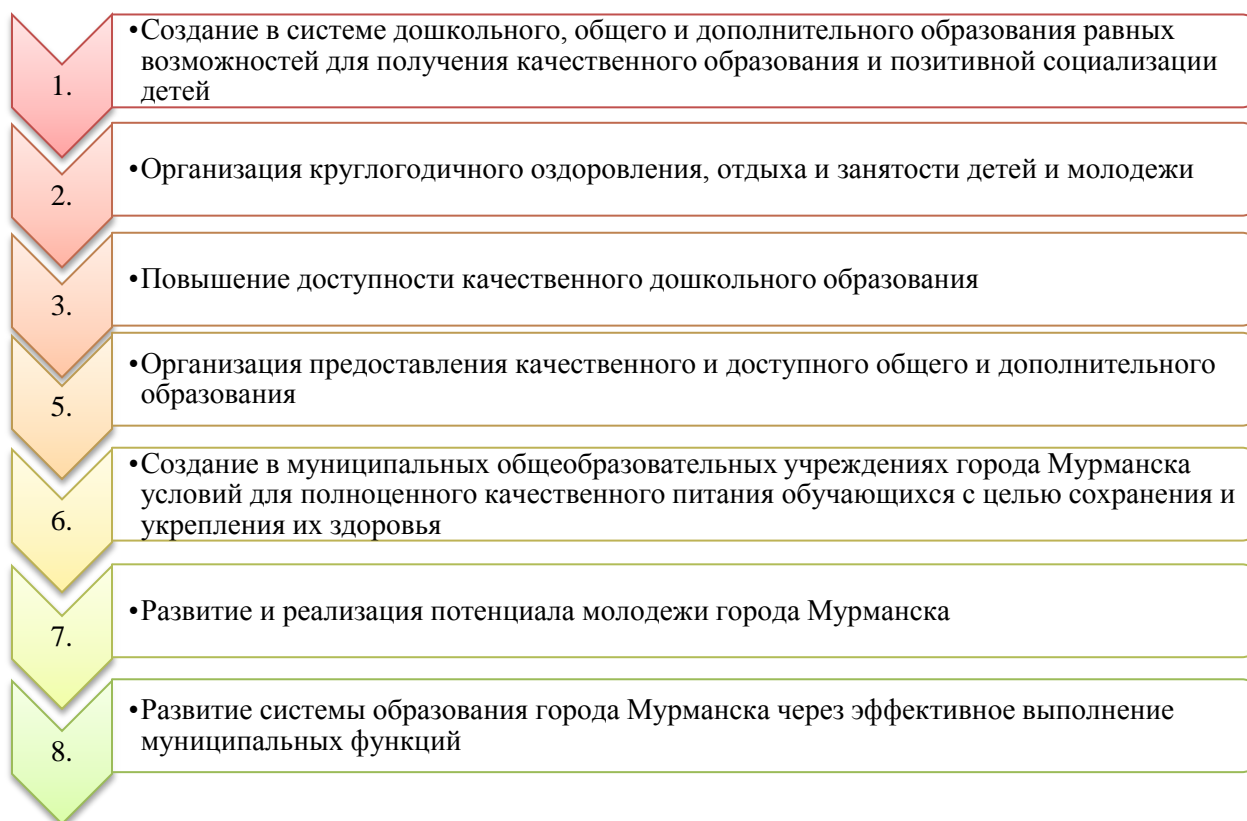 1.
•Создание в системе дошкольного, общего и дополнительного образования равных
возможностей для получения качественного образования и позитивной социализации
детей
2.
•Организация круглогодичного оздоровления, отдыха и занятости детей и молодежи
3.
•Повышение доступности качественного дошкольного образования
5.
•Организация предоставления качественного и доступного общего и дополнительного
образования
6.
•Создание в муниципальных общеобразовательных учреждениях города Мурманска
условий для полноценного качественного питания обучающихся с целью сохранения и
укрепления их здоровья
7.
•Развитие и реализация потенциала молодежи города Мурманска
8.
•Развитие системы образования города Мурманска через эффективное выполнение
муниципальных функций